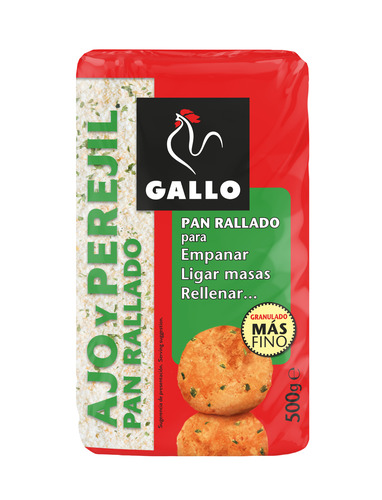 GALLO
PAN RALLADO
para
Empanar
Ligar masas
Rellenar...
GRANULADO
MÁS
FINO
500g e
AJO Y PEREJIL
PAN RALLADO
Sugerencia de presentación. Serving suggestion.